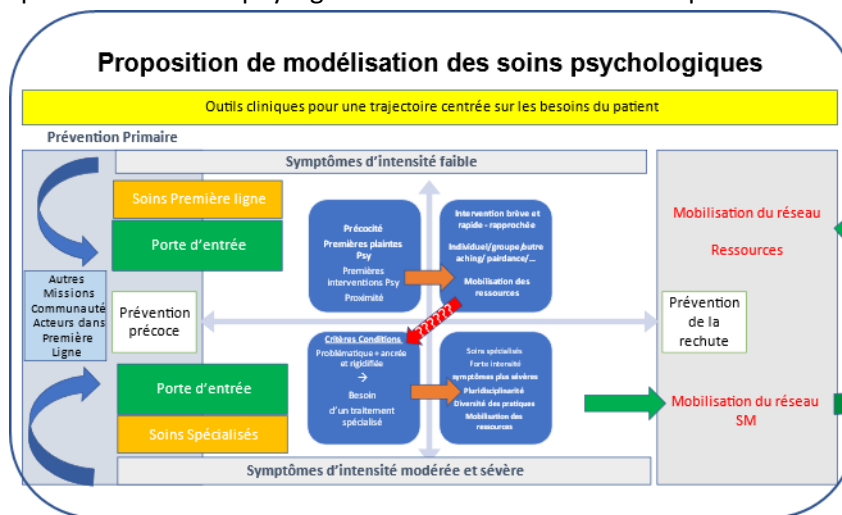 Proposition de modélisation des soins psychologiques
Outils cliniques pour une trajectoire centrée sur les besoins du patient
Prévention Primaire
Symptômes d'intensité faible
Soins Première ligne
Porte d'entrée
Autres
Missions
Communauté
Acteurs dans
Première
Ligne
Prévention
précoce
Porte d'entrée
Soins Spécialisés
Précocité
Premières plaintes
Psy
Premières
interventions Psy
Proximité
Intervention brève et
rapide - rapprochée
Individuel/groupe/outre
aching/ pairdance/...
Mobilisation des
ressources
??????
Critères Conditions
Problématique + ancrée
et rigidifiée
→
Besoin
d'un traitement
spécialisé
Soins spécialisés
Forte intensité
symptômes plus sévères
Pluridisciplinarité
Diversité des pratiques
Mobilisation des
ressources
Symptômes d'intensité modérée et sévère
Mobilisation du réseau
Ressources
Prévention
de la
rechute
Mobilisation du réseau
SM